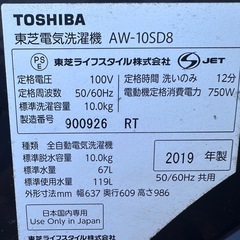 TOSHIBA
東芝電気洗濯機 AW-10SD8
PS E 東芝ライフスタイル株式会社 S JET
定格電圧 100V 定格時間 洗いのみ 12分
定格周波数 50/60Hz 電動機定格消費電力 750W
標準洗濯容量 10.0kg
製造番号 900926 RT
種類 全自動電気洗濯機
標準脱水容量 10.0kg 2019 年製
標準水量 67L
標準使用水量 119L 50/60Hz 共用
外形寸法mm 幅637 奥行609 高さ986
日本国内専用
Use Only in Japan
東芝ライフスタイル株式会社